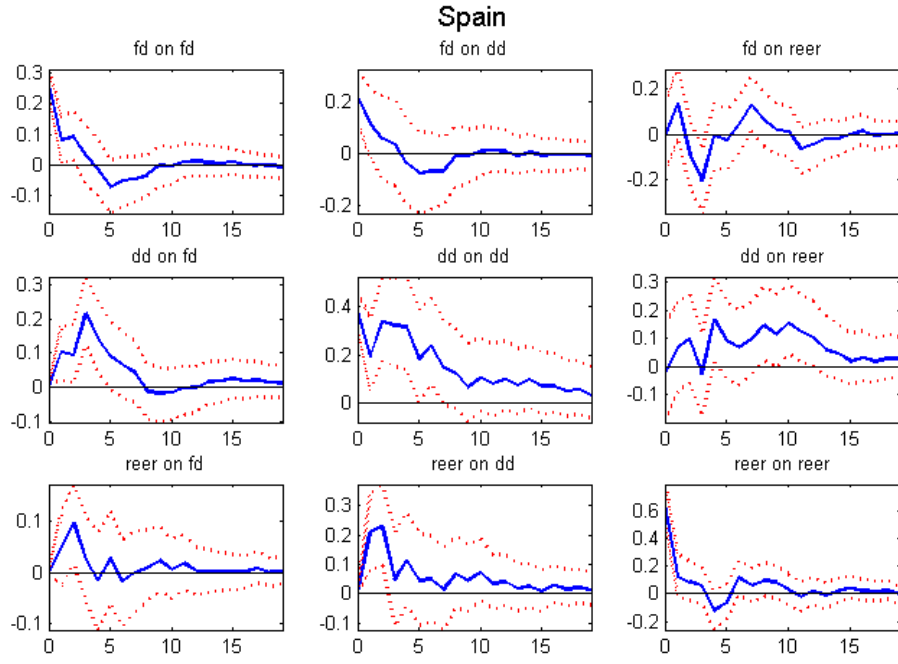 Spain
fd on fd
fd on dd
fd on reer
0.3
0.2
0.1
0
-0.1
0 5 10 15
0.2
0
-0.2
0 5 10 15
0.2
0
-0.2
0 5 10 15
dd on fd
dd on dd
dd on reer
0.3
0.2
0.1
0
-0.1
0 5 10 15
0.4
0.2
0
0 5 10 15
0.3
0.2
0.1
0
-0.1
0 5 10 15
reer on fd
reer on dd
reer on reer
0.1
0
-0.1
0 5 10 15
0.3
0.2
0.1
0
-0.1
0 5 10 15
0.6
0.4
0.2
0
-0.2
0 5 10 15